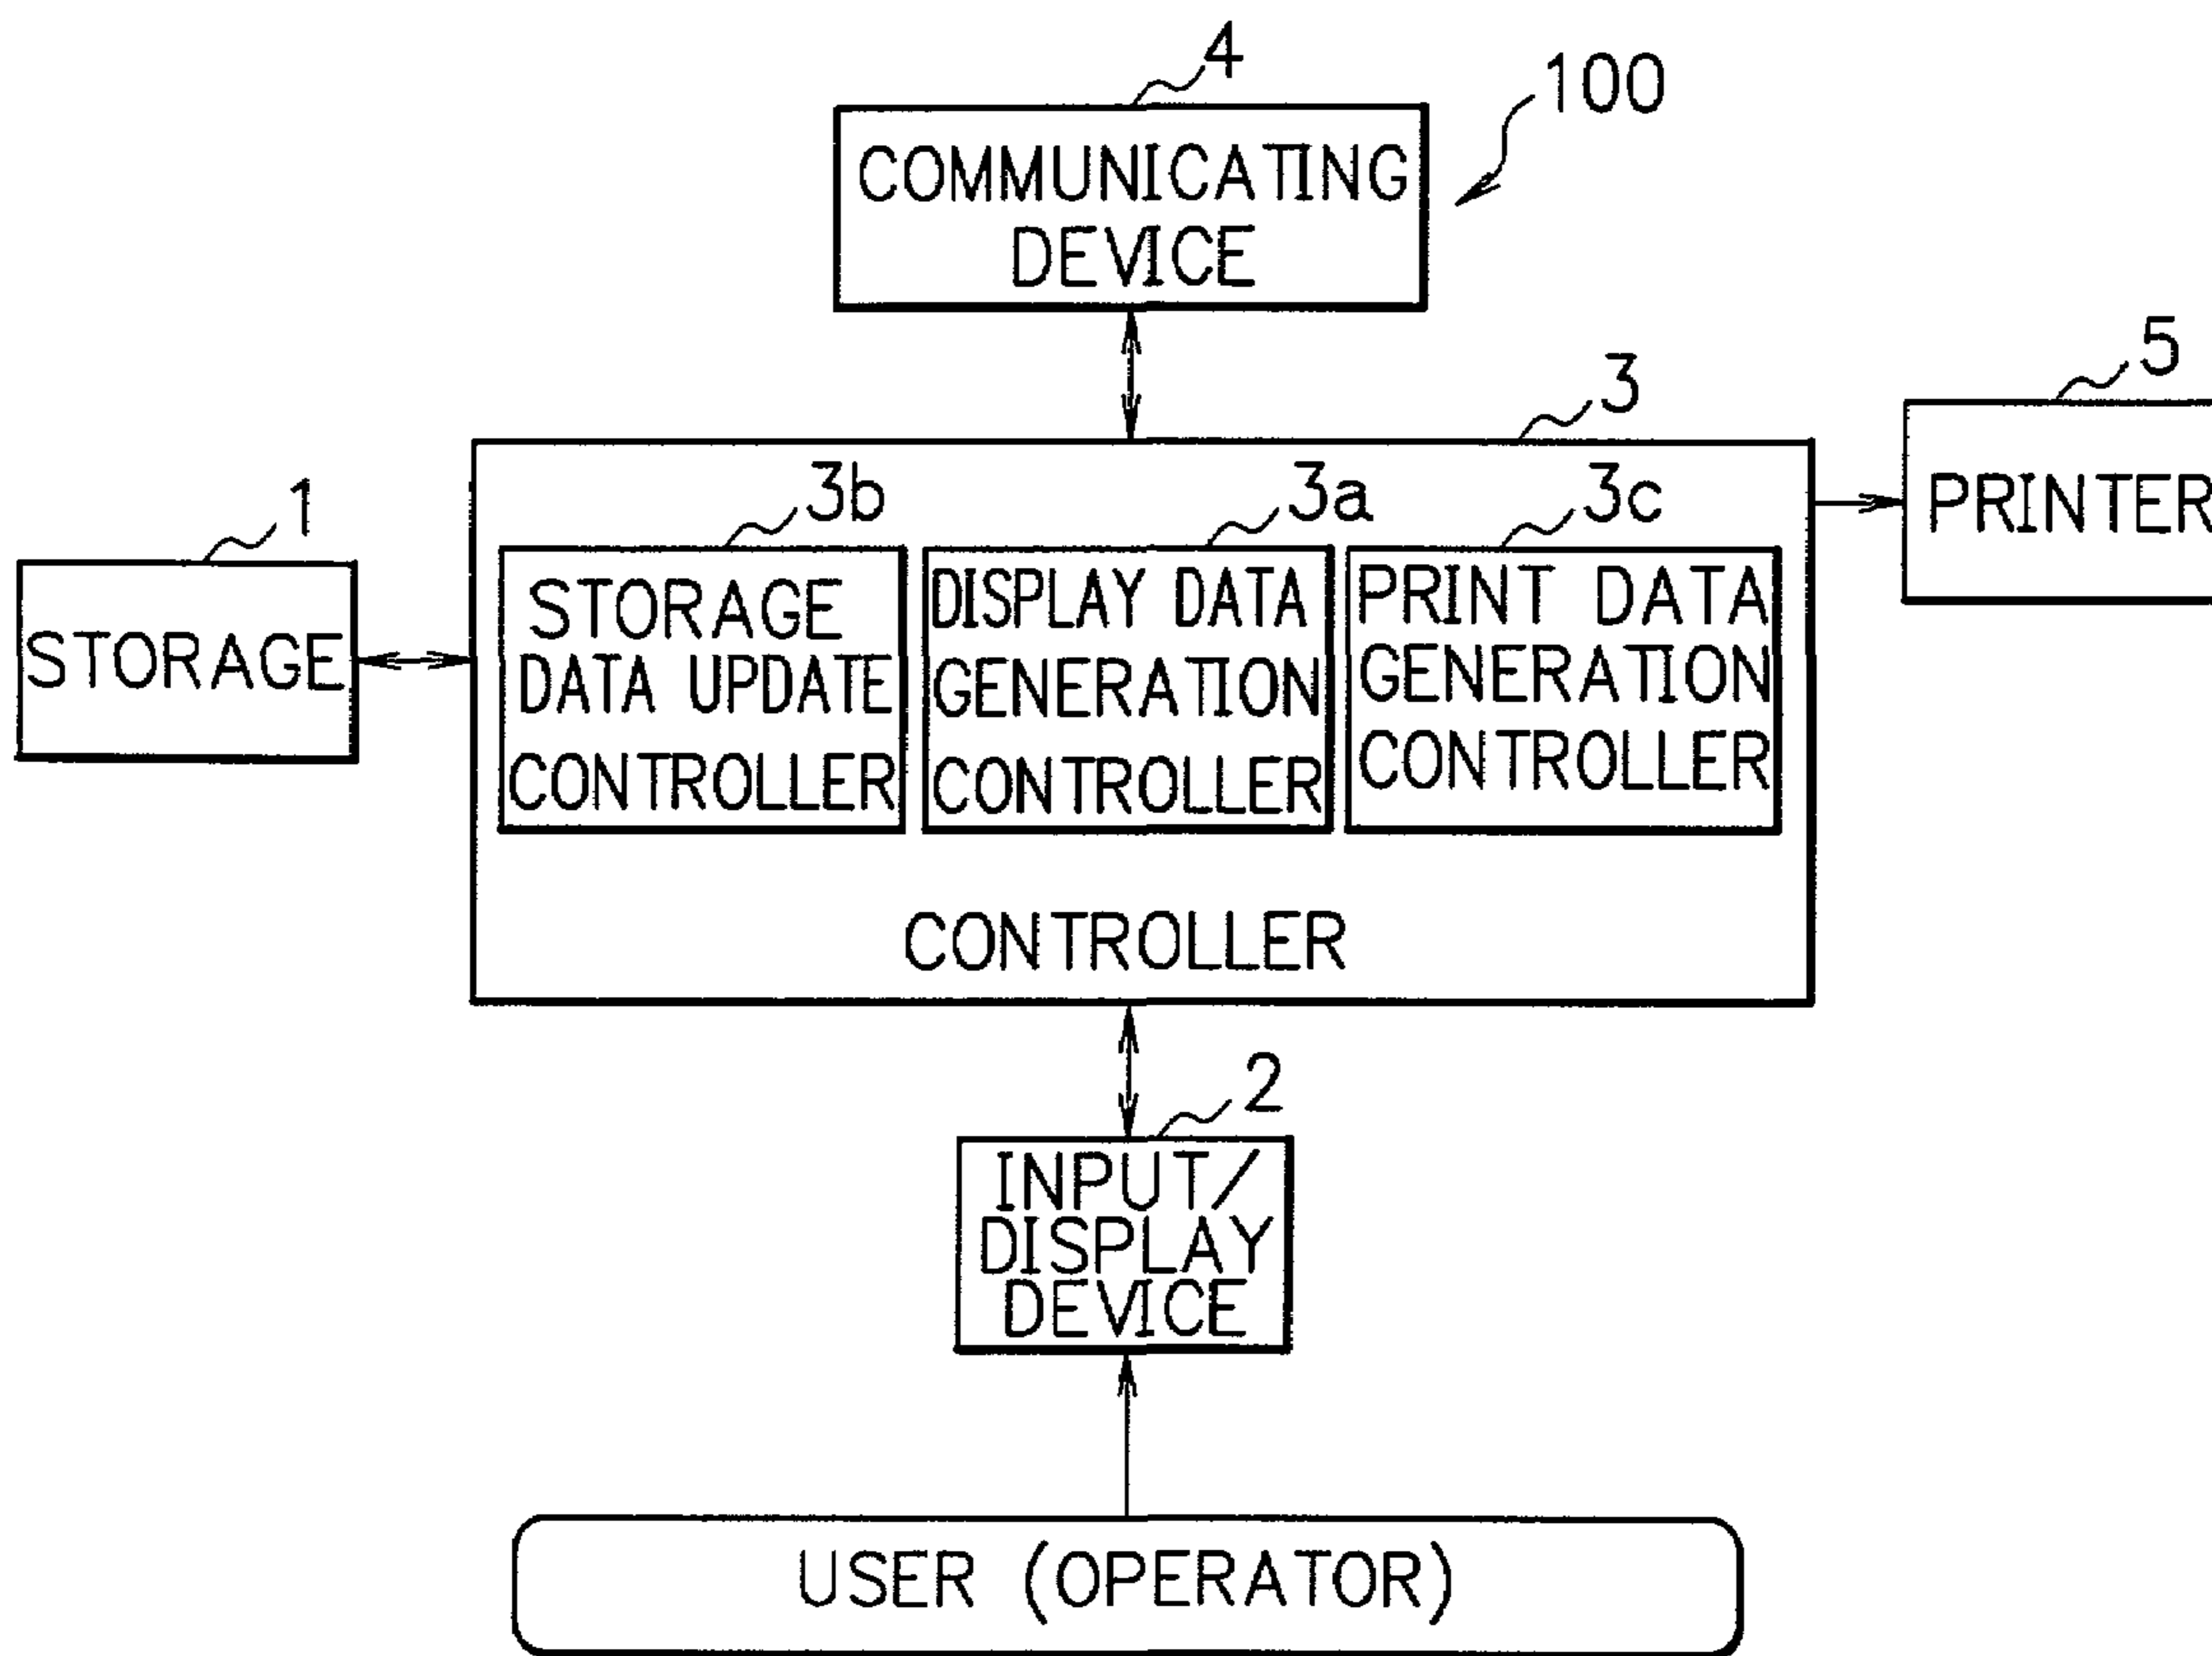 4
100
COMMUNICATING
DEVICE
3
5
PRINTER
1
STORAGE
3b
STORAGE
DATA UPDATE
CONTROLLER
3a
DISPLAY DATA
GENERATION
CONTROLLER
3c
PRINT DATA
GENERATION
CONTROLLER
CONTROLLER
2
INPUT/
DISPLAY
DEVICE
USER (OPERATOR)